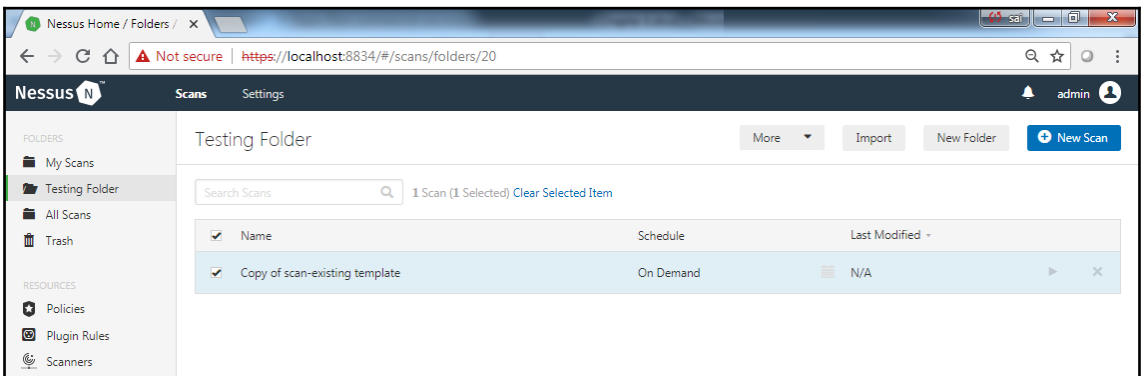 Nessus Home / Folders /
sai
Not secure | https://localhost:8834/#/scans/folders/20
Nessus N
Scans Settings
admin
FOLDERS
My Scans
Testing Folder
All Scans
Trash
RESOURCES
Policies
Plugin Rules
Scanners
Testing Folder
More Import New Folder New Scan
Search Scans 1 Scan (1 Selected) Clear Selected Item
Name Schedule Last Modified
Copy of scan-existing template On Demand N/A